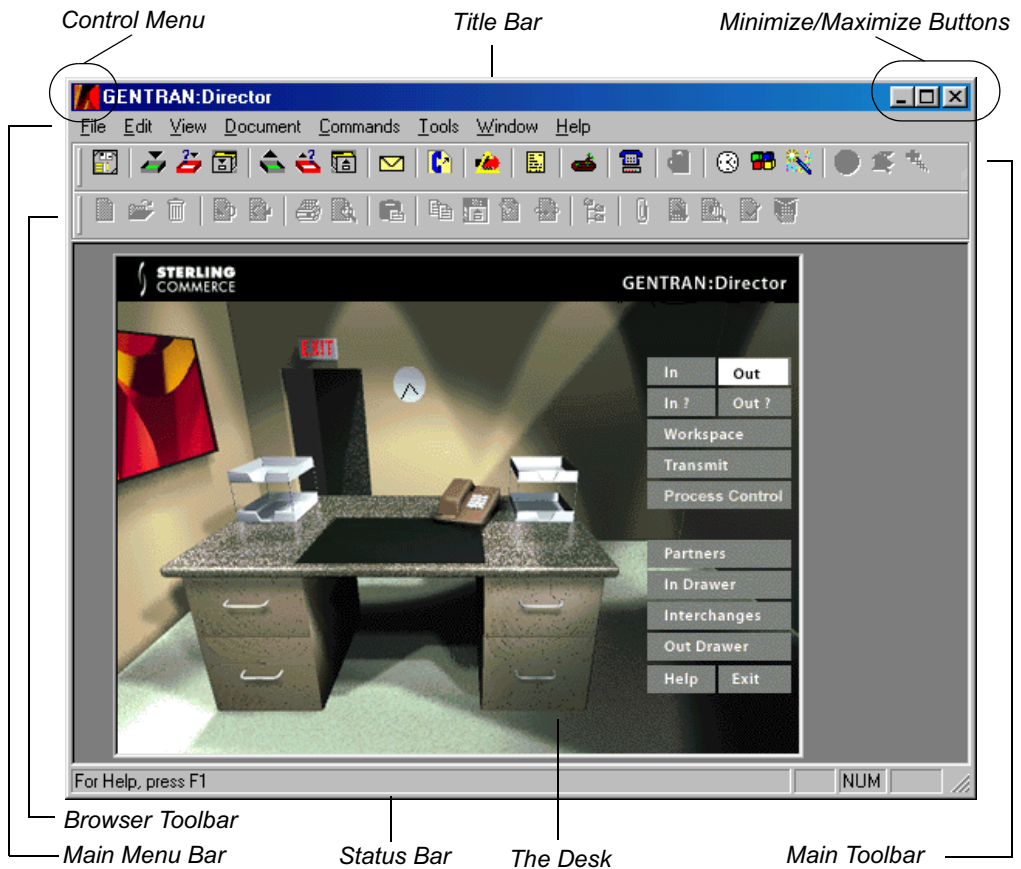 Control Menu
Title Bar
Minimize/Maximize Buttons
GENTRAN:Director
File Edit View Document Commands Tools Window Help
STERLING
COMMERCE
GENTRAN:Director
EXIT
In Out
In ? Out ?
Workspace
Transmit
Process Control
Partners
In Drawer
Interchanges
Out Drawer
Help Exit
For Help, press F1
NUM
Browser Toolbar
Main Menu Bar
Status Bar
The Desk
Main Toolbar